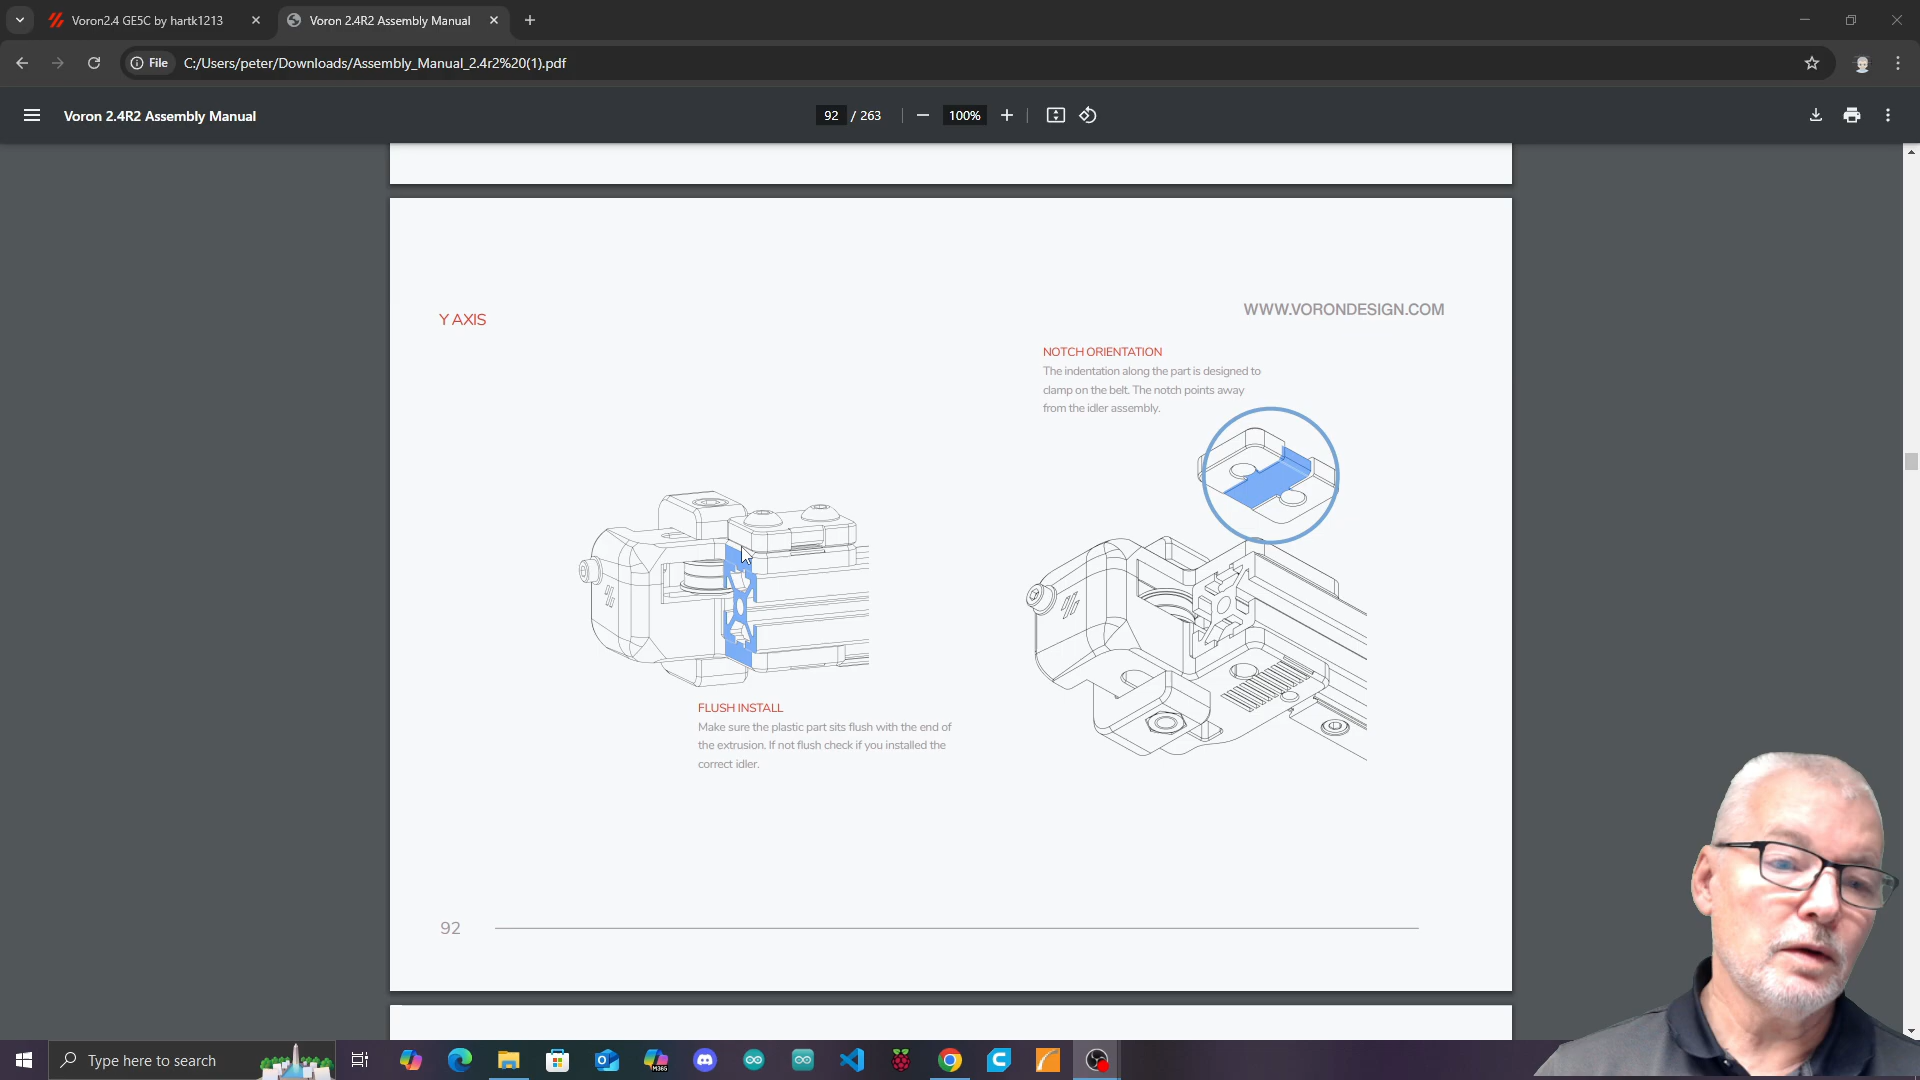 Voron2.4 GE5C by hartk1213
Voron 2.4R2 Assembly Manual
File
C:/Users/peter/Downloads/Assembly_Manual_2.4r2%20(1).pdf
Voron 2.4R2 Assembly Manual
92 / 263
100%
Y AXIS
WWW.VORONDESIGN.COM
NOTCH ORIENTATION
The indentation along the part is designed to
clamp on the belt. The notch points away
from the idler assembly.
FLUSH INSTALL
Make sure the plastic part sits flush with the end of
the extrusion. If not flush check if you installed the
correct idler.
92
Type here to search
M365